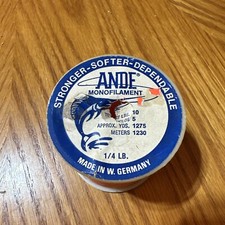 STRONGER-SOFTER-DEPENDABLE
ANDE®
MONOFILAMENT
10
5
APPROX. YDS. 1275
METERS 1230
1/4 LB.
MADE IN W. GERMANY